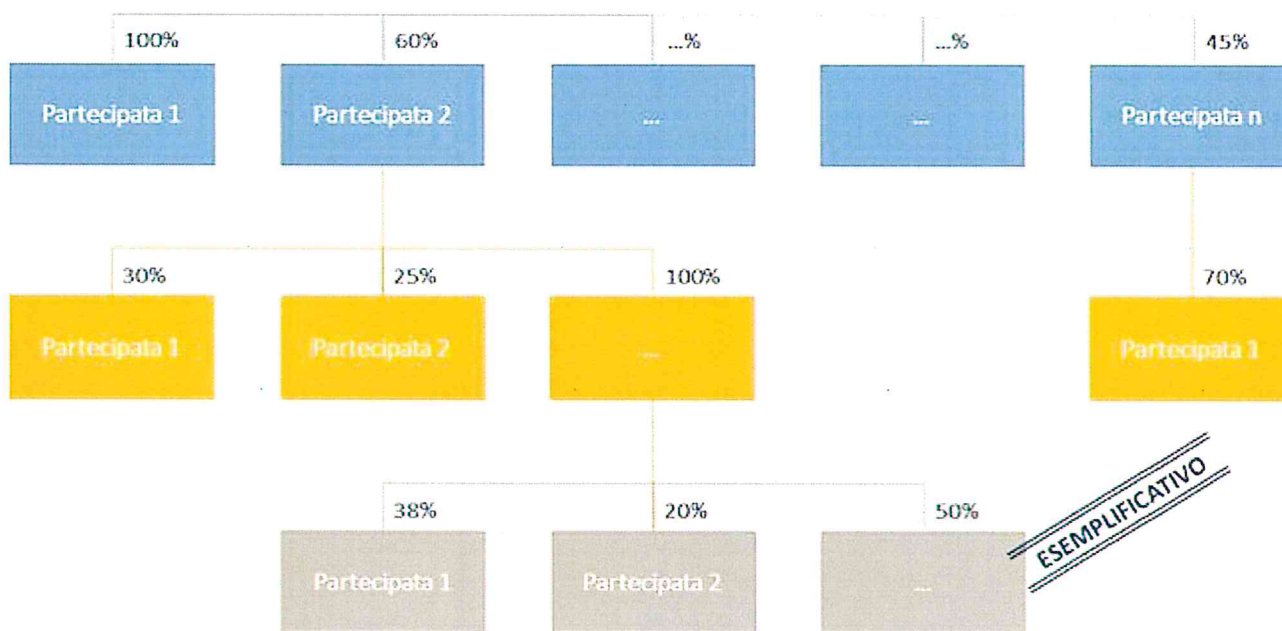 100% 60% ...% ...% 45%
Partecipata 1 Partecipata 2 ... ... Partecipata n
30% 25% 100% 70%
Partecipata 1 Partecipata 2 ... Partecipata 1
38% 20% 50%
Partecipata 1 Partecipata 2 ...
ESEMPLIFICATIVO